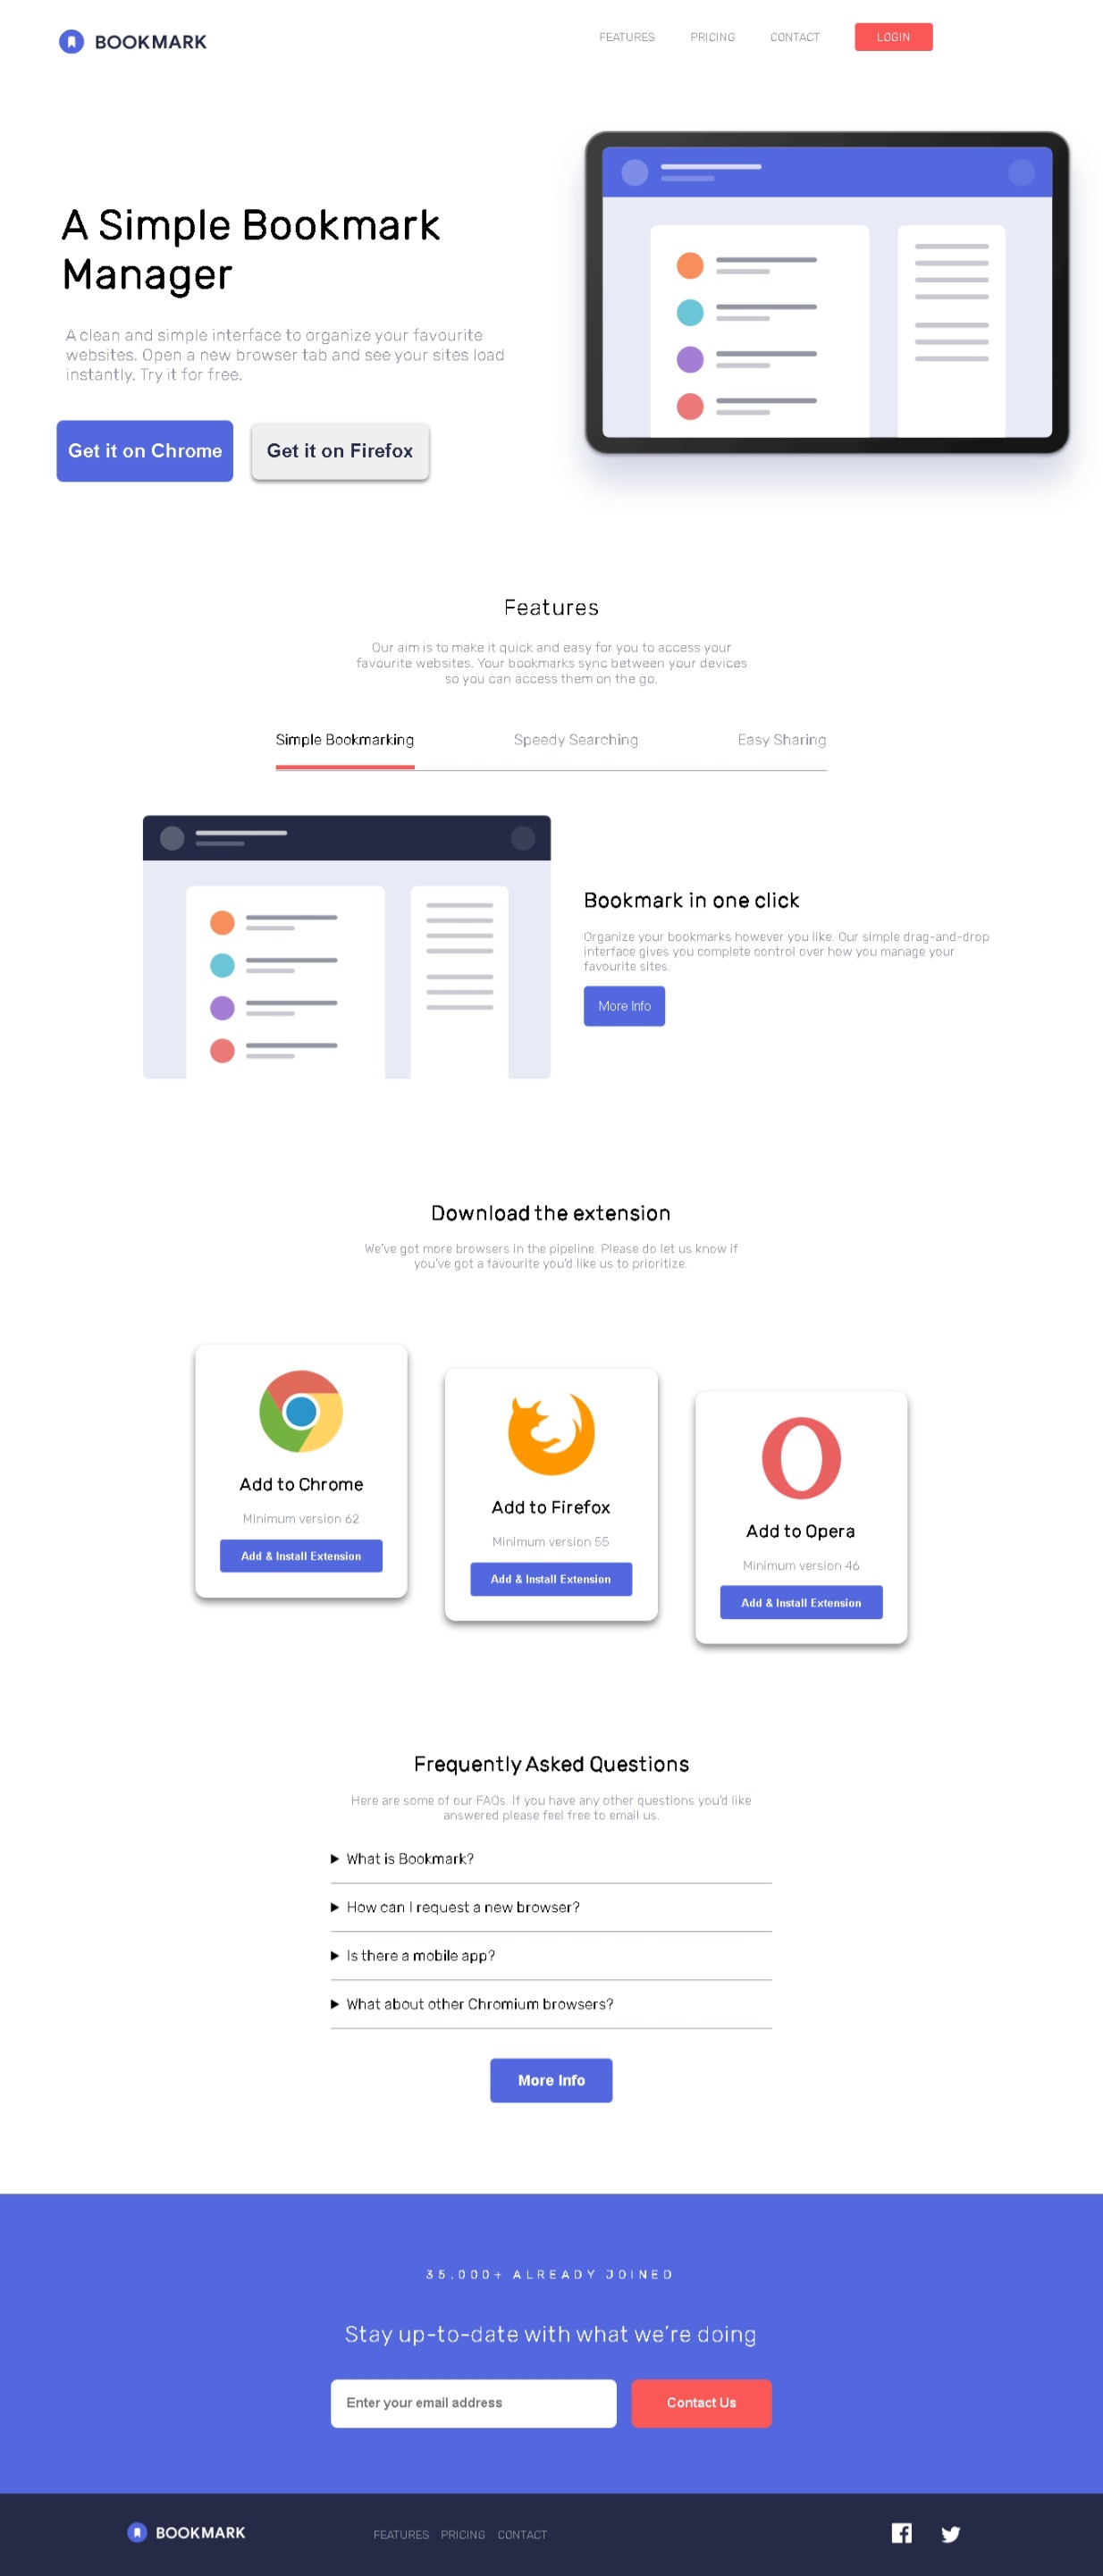 BOOKMARK
FEATURES PRICING CONTACT LOGIN
A Simple Bookmark
Manager
A clean and simple interface to organize your favourite
websites. Open a new browser tab and see your sites load
instantly. Try it for free.
Get it on Chrome Get it on Firefox
Features
Our aim is to make it quick and easy for you to access your
favourite websites. Your bookmarks sync between your devices
so you can access them on the go.
Simple Bookmarking Speedy Searching Easy Sharing
Bookmark in one click
Organize your bookmarks however you like. Our simple drag-and-drop
interface gives you complete control over how you manage your
favourite sites.
More Info
Download the extension
We've got more browsers in the pipeline. Please do let us know if
you've got a favourite you'd like us to prioritize.
Add to Chrome
Minimum version 62
Add & Install Extension
Add to Firefox
Minimum version 55
Add & Install Extension
Add to Opera
Minimum version 46
Add & Install Extension
Frequently Asked Questions
Here are some of our FAQs. If you have any other questions you'd like
answered please feel free to email us.
What is Bookmark?
How can I request a new browser?
Is there a mobile app?
What about other Chromium browsers?
More Info
35,000+ ALREADY JOINED
Stay up-to-date with what we're doing
Enter your email address Contact Us
BOOKMARK FEATURES PRICING CONTACT